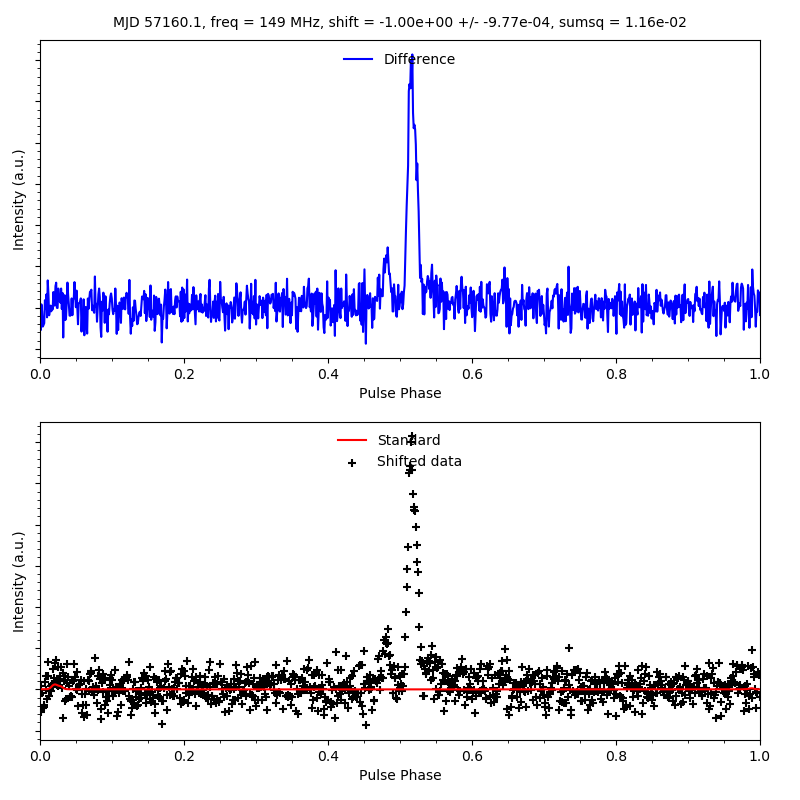 MJD 57160.1, freq = 149 MHz, shift = -1.00e+00 +/- -9.77e-04, sumsq = 1.16e-02
Difference
Intensity (a.u.)
0.0 0.2 0.4 0.6 0.8 1.0
Pulse Phase
Standard
Shifted data
Intensity (a.u.)
0.0 0.2 0.4 0.6 0.8 1.0
Pulse Phase